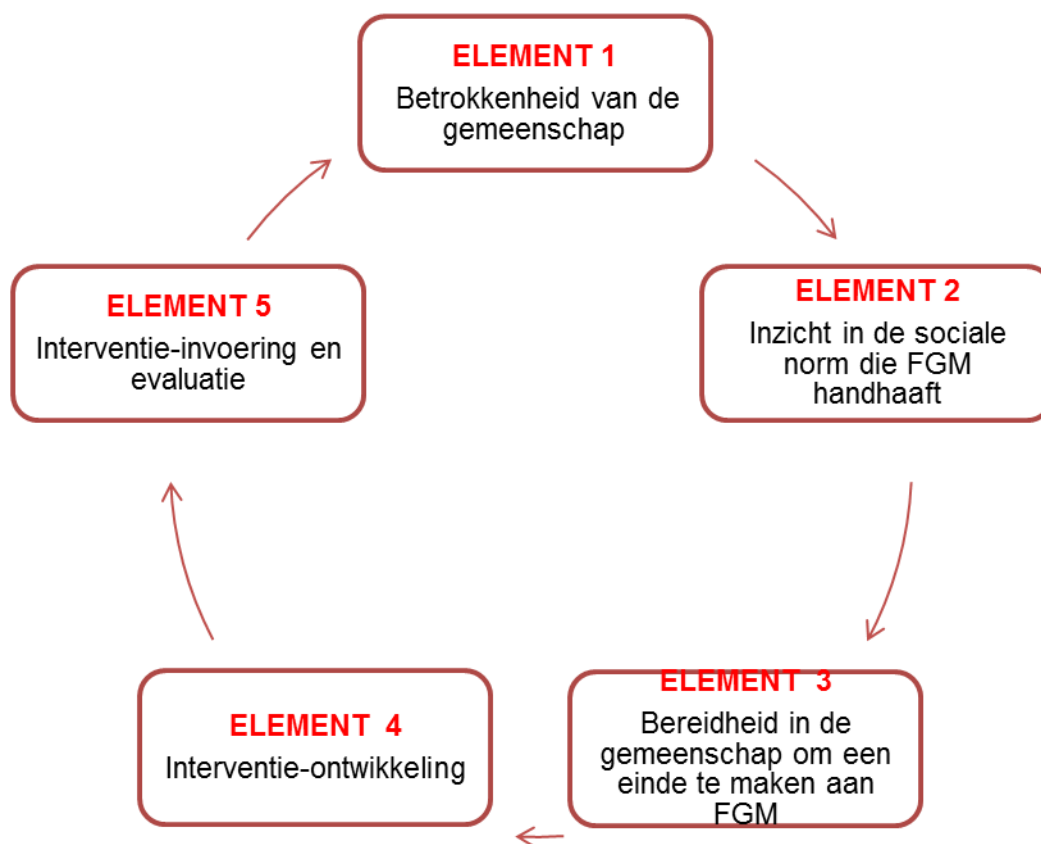 ELEMENT 1
Betrokkenheid van de
gemeenschap
ELEMENT 2
Inzicht in de sociale
norm die FGM
handhaaft
ELEMENT 3
Bereidheid in de
gemeenschap om een
einde te maken aan
FGM
ELEMENT 4
Interventie-ontwikkeling
ELEMENT 5
Interventie-invoering en
evaluatie